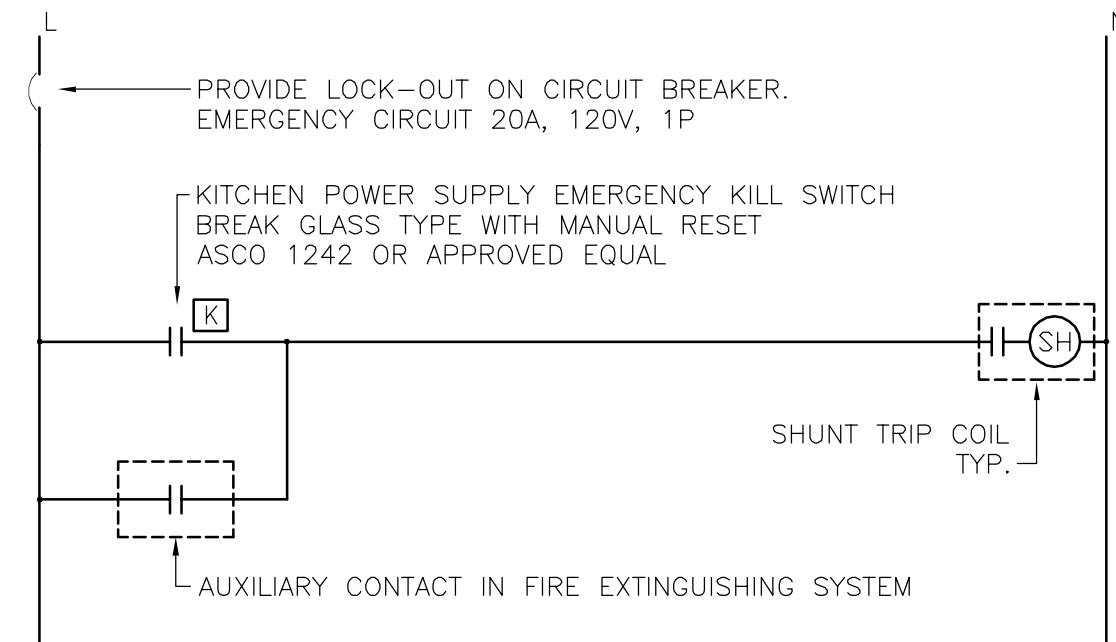 L
N
PROVIDE LOCK-OUT ON CIRCUIT BREAKER.
EMERGENCY CIRCUIT 20A, 120V, 1P
KITCHEN POWER SUPPLY EMERGENCY KILL SWITCH
BREAK GLASS TYPE WITH MANUAL RESET
ASCO 1242 OR APPROVED EQUAL
K
SH
SHUNT TRIP COIL
TYP.
AUXILIARY CONTACT IN FIRE EXTINGUISHING SYSTEM